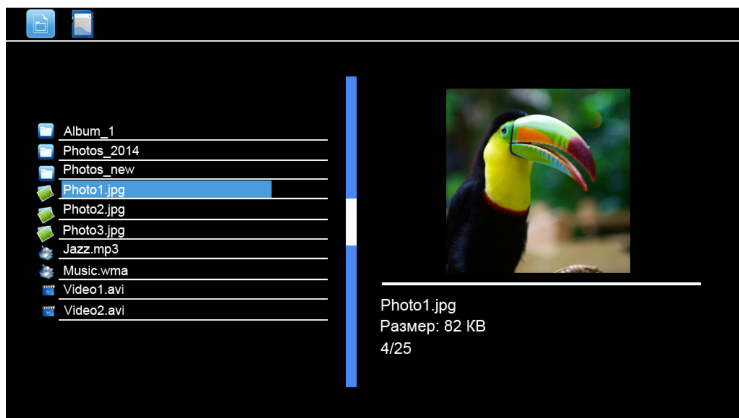 Album_1
Photos_2014
Photos_new
Photo1.jpg
Photo2.jpg
Photo3.jpg
Jazz.mp3
Music.wma
Video1.avi
Video2.avi
Photo1.jpg
Размер: 82 КВ
4/25